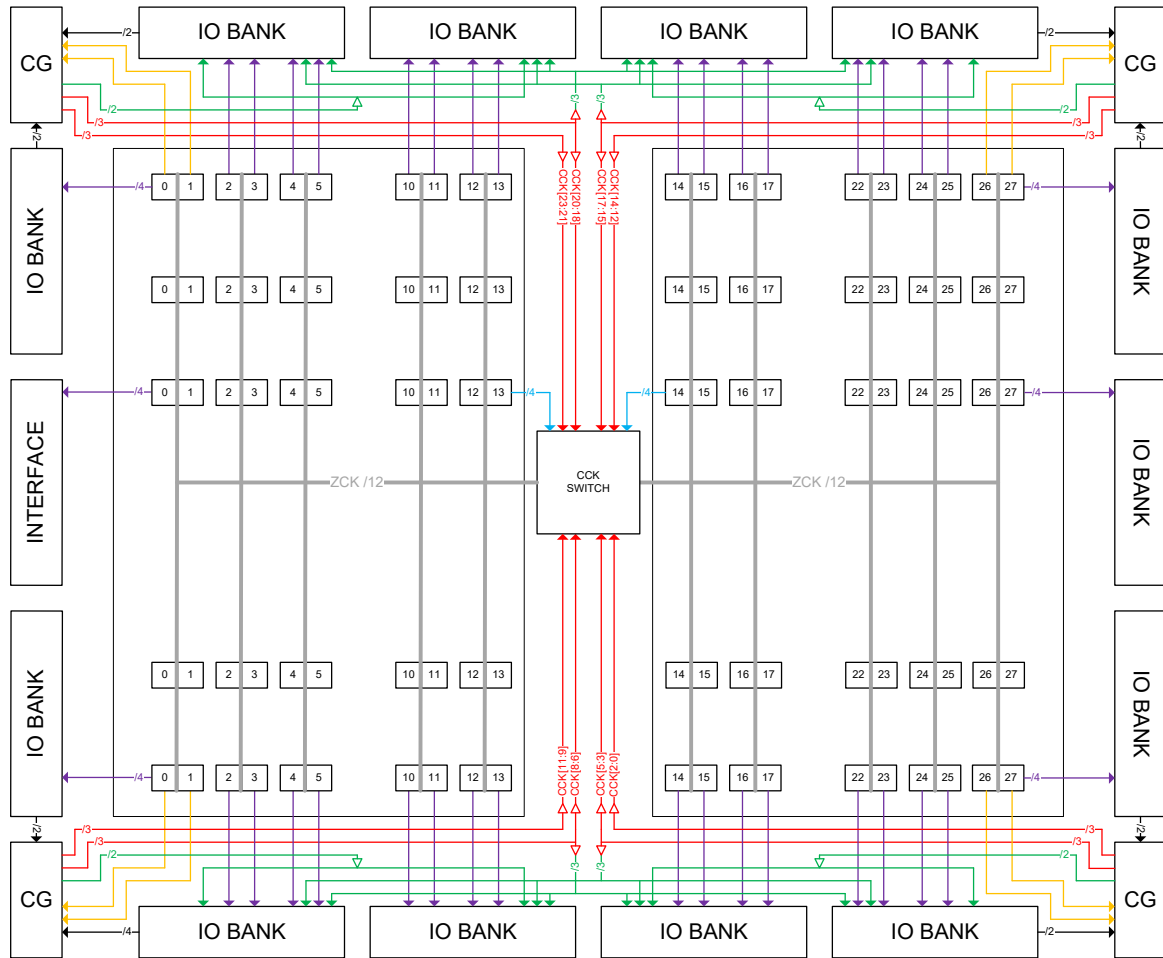 CG
/2
IO BANK
IO BANK
IO BANK
IO BANK
/2
CG
/2
/3
/3
/3
/3
/2
/3
/3
/2
/2
IO BANK
/4
0 1
2 3
4 5
10 11
12 13
CCK[23:21]
CCK[20:18]
CCK[17:15]
CCK[14:12]
14 15
16 17
22 23
24 25
26 27
/4
IO BANK
0 1
2 3
4 5
10 11
12 13
14 15
16 17
22 23
24 25
26 27
INTERFACE
/4
0 1
2 3
4 5
10 11
12 13
/4
/4
14 15
16 17
22 23
24 25
26 27
/4
IO BANK
ZCK /12
CCK
SWITCH
ZCK /12
IO BANK
0 1
2 3
4 5
10 11
12 13
14 15
16 17
22 23
24 25
26 27
IO BANK
/4
0 1
2 3
4 5
10 11
12 13
CCK[11:9]
CCK[8:6]
CCK[5:3]
CCK[2:0]
14 15
16 17
22 23
24 25
26 27
/4
/2
/2
/3
/3
/3
/3
/2
/3
/3
/2
CG
/4
IO BANK
IO BANK
IO BANK
IO BANK
/2
CG